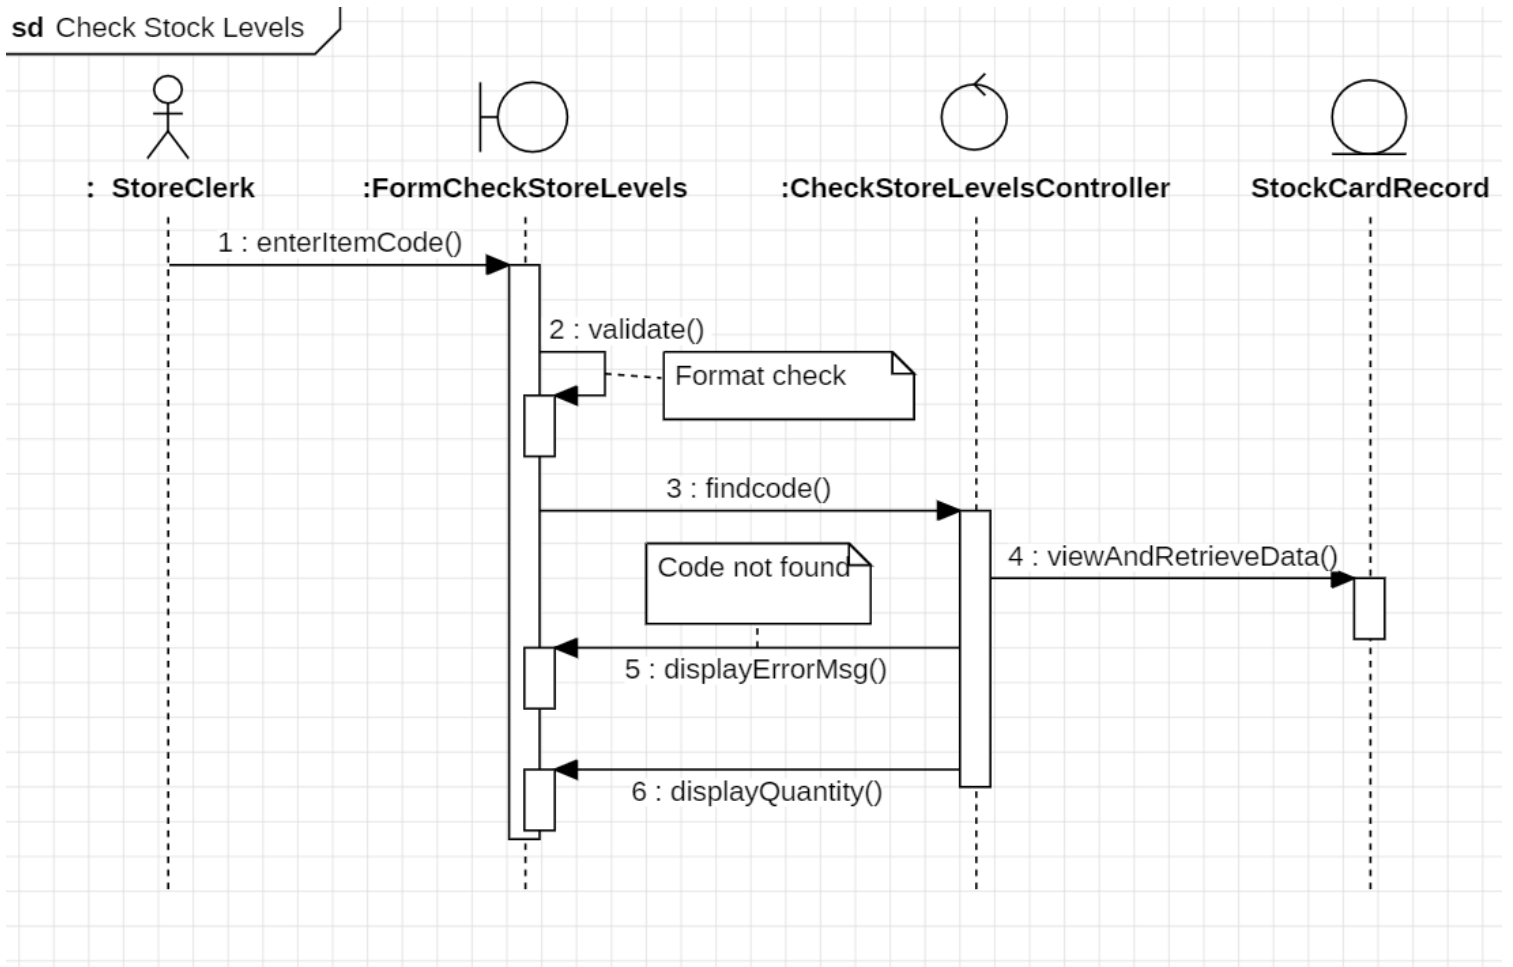 sd Check Stock Levels
: StoreClerk
:FormCheckStoreLevels
:CheckStoreLevelsController
StockCardRecord
1 : enterItemCode()
2 : validate()
Format check
3 : findcode()
4 : viewAndRetrieveData()
Code not found
5 : displayErrorMsg()
6 : displayQuantity()